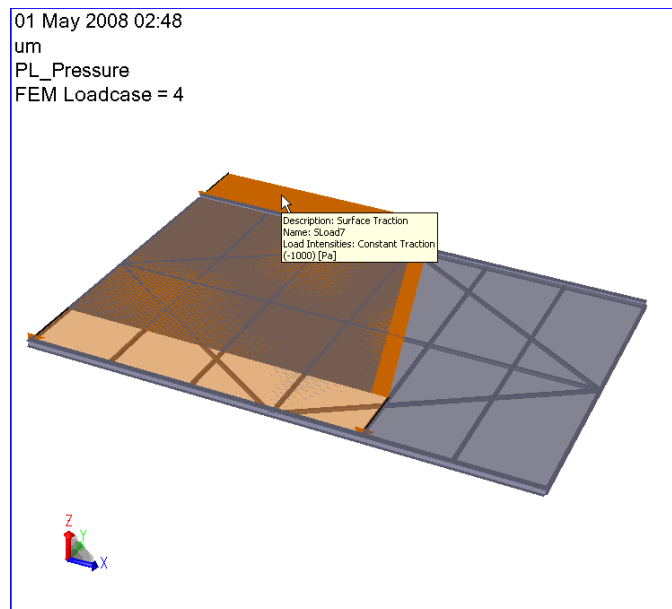 01 May 2008 02:48
um
PL_Pressure
FEM Loadcase = 4
Description: Surface Traction
Name: SLoad7
Load Intensities: Constant Traction
(-1000) [Pa]
Z
Y
X